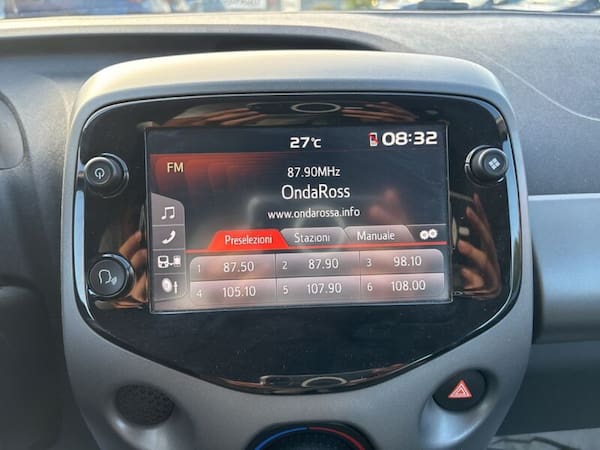 27°C 08:32
FM
87.90MHz
OndaRoss
www.ondarossa.info
Preselezioni Stazioni Manuale
1 87.50 2 87.90 3 98.10
4 105.10 5 107.90 6 108.00